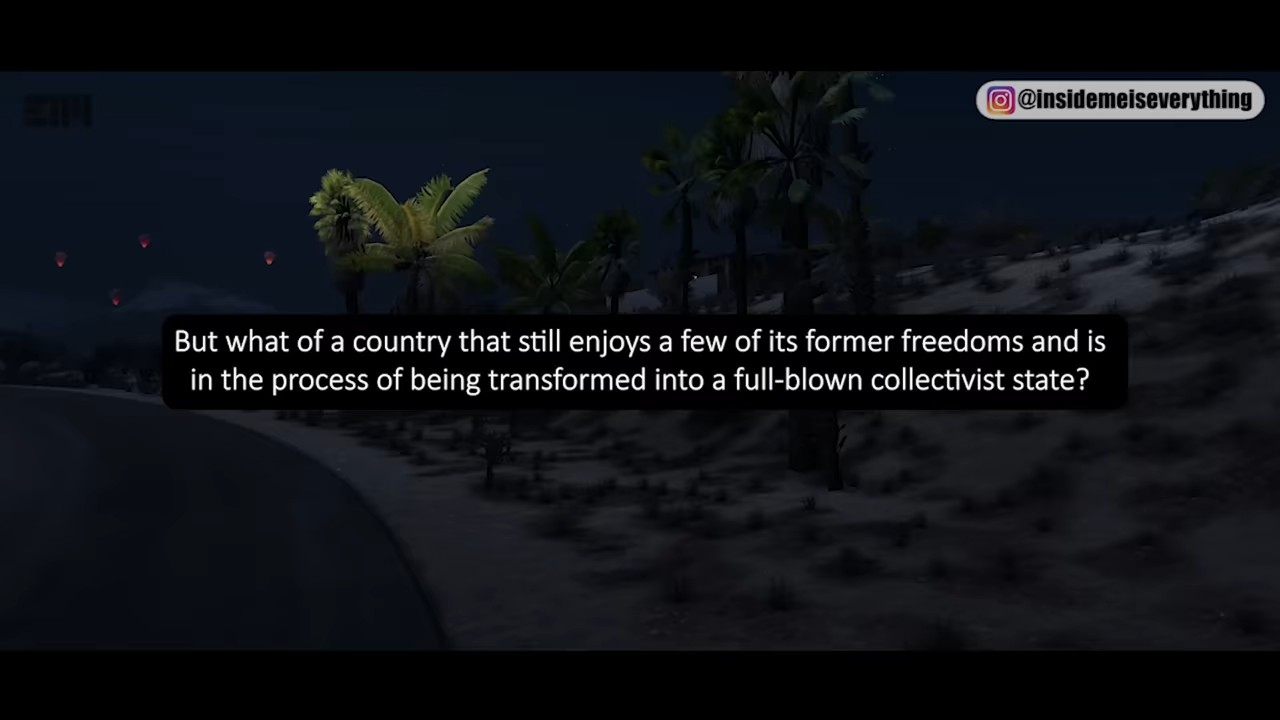 @insidemeiseverything
But what of a country that still enjoys a few of its former freedoms and is
in the process of being transformed into a full-blown collectivist state?